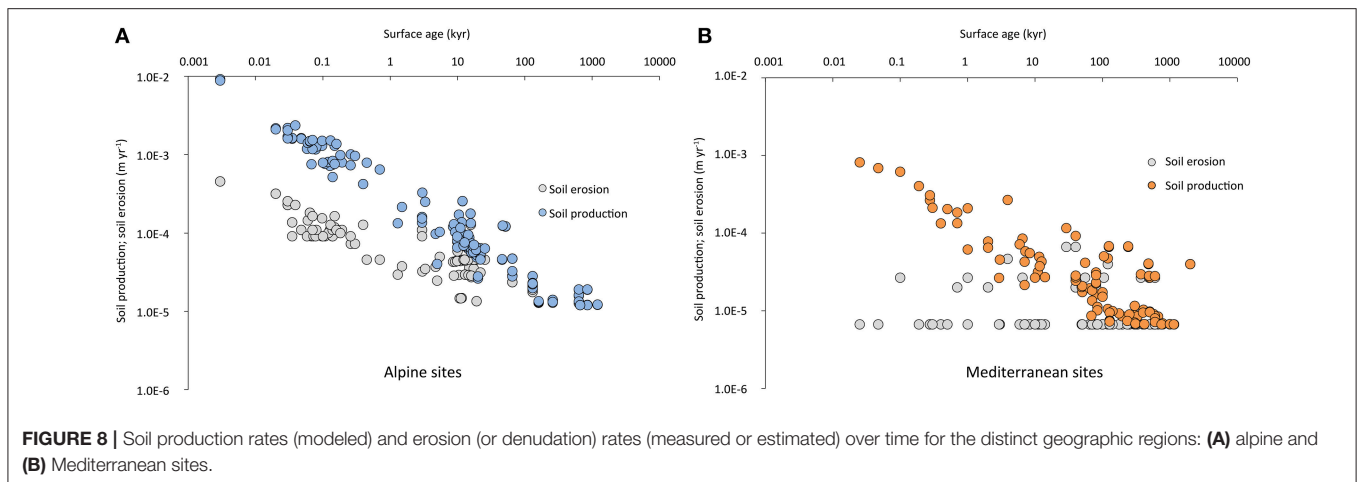 A
Surface age (kyr)
0.001 0.01 0.1 1 10 100 1000 10000
1.0E-2
1.0E-3
1.0E-4
1.0E-5
1.0E-6
Soil production; soil erosion (m yr⁻¹)
Soil erosion
Soil production
Alpine sites
B
Surface age (kyr)
0.001 0.01 0.1 1 10 100 1000 10000
1.0E-2
1.0E-3
1.0E-4
1.0E-5
1.0E-6
Soil production; soil erosion (m yr⁻¹)
Soil erosion
Soil production
Mediterranean sites
FIGURE 8 | Soil production rates (modeled) and erosion (or denudation) rates (measured or estimated) over time for the distinct geographic regions: (A) alpine and
(B) Mediterranean sites.